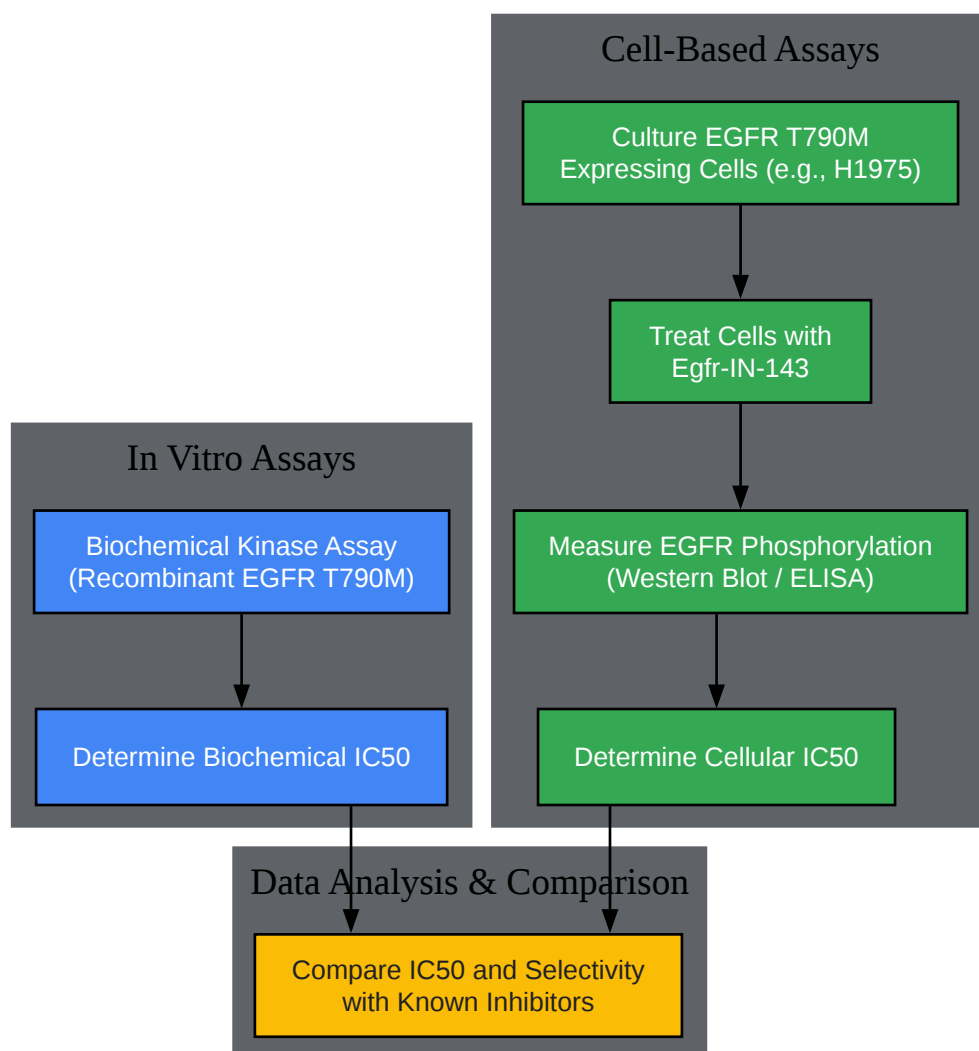 Cell-Based Assays
Culture EGFR T790M
Expressing Cells (e.g., H1975)
Treat Cells with
Egfr-IN-143
Measure EGFR Phosphorylation
(Western Blot / ELISA)
Determine Cellular IC50
In Vitro Assays
Biochemical Kinase Assay
(Recombinant EGFR T790M)
Determine Biochemical IC50
Data Analysis & Comparison
Compare IC50 and Selectivity
with Known Inhibitors